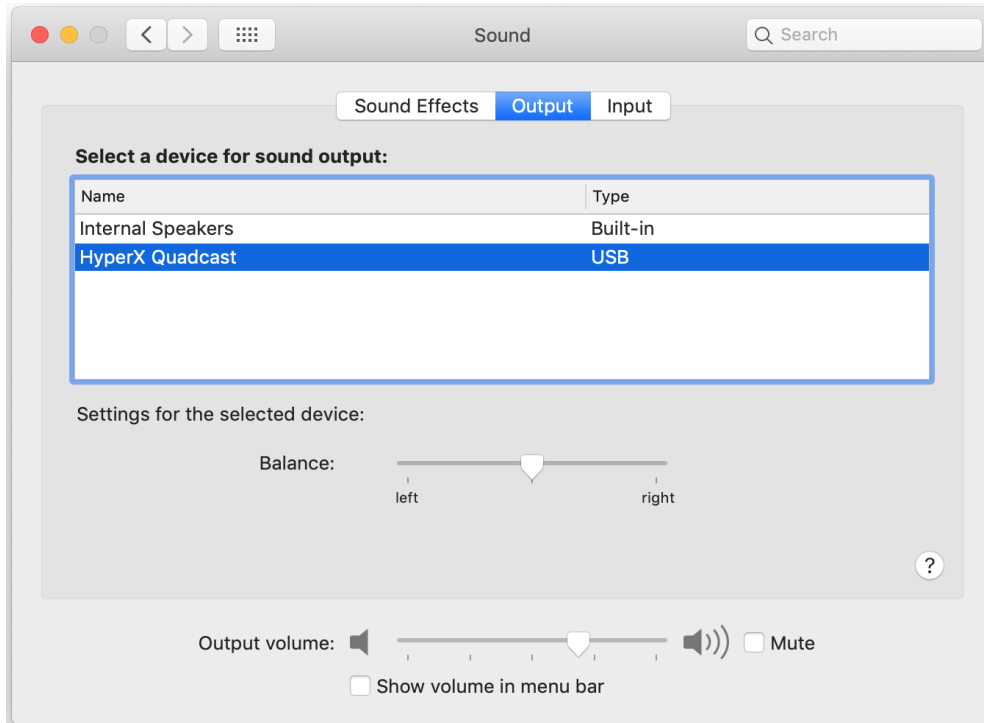 Sound
Search
Sound Effects Output Input
Select a device for sound output:
Name Type
Internal Speakers Built-in
HyperX Quadcast USB
Settings for the selected device:
Balance:
left right
?
Output volume: Mute
Show volume in menu bar